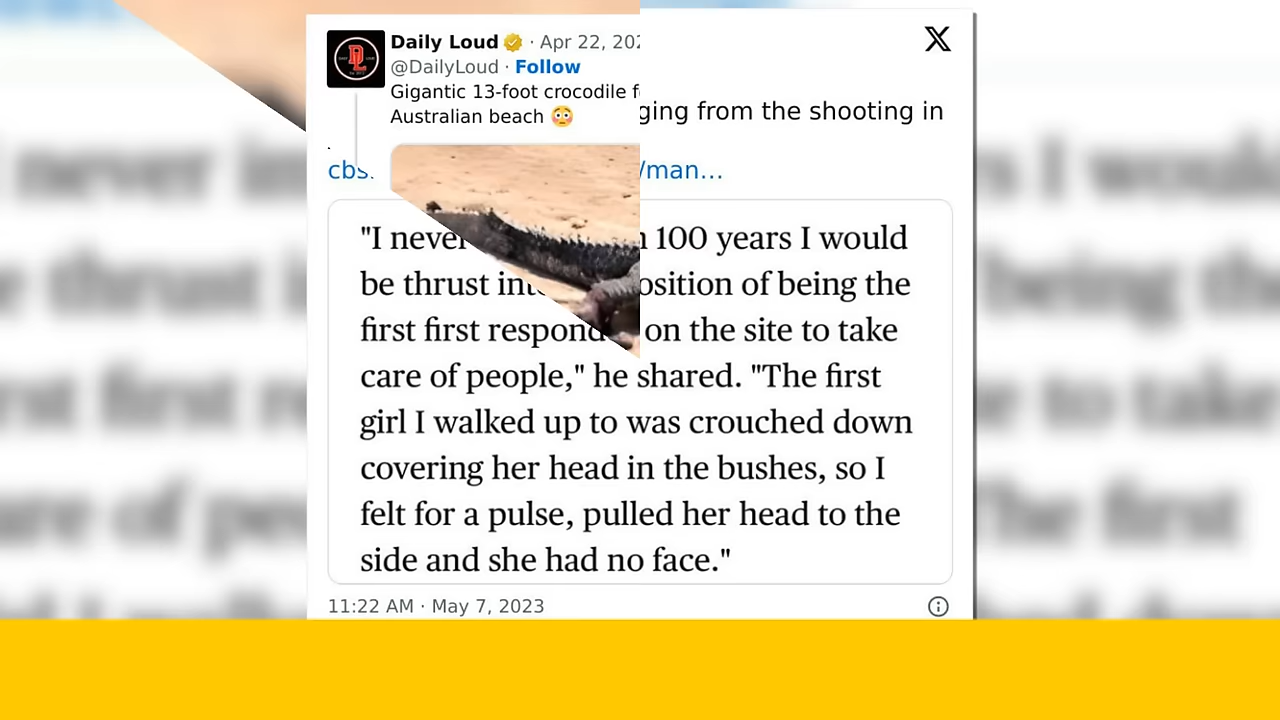 Daily Loud · Apr 22, 202
@DailyLoud · Follow
Gigantic 13-foot crocodile f
Australian beach 😳
ging from the shooting in
cbs. /man…
"I never 100 years I would
be thrust int osition of being the
first first respond on the site to take
care of people," he shared. "The first
girl I walked up to was crouched down
covering her head in the bushes, so I
felt for a pulse, pulled her head to the
side and she had no face."
11:22 AM · May 7, 2023